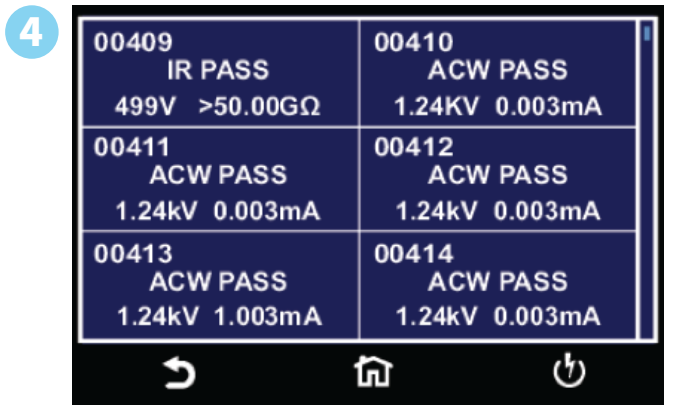 4
00409
IR PASS
499V >50.00GΩ
00410
ACW PASS
1.24KV 0.003mA
00411
ACW PASS
1.24kV 0.003mA
00412
ACW PASS
1.24kV 0.003mA
00413
ACW PASS
1.24kV 1.003mA
00414
ACW PASS
1.24kV 0.003mA